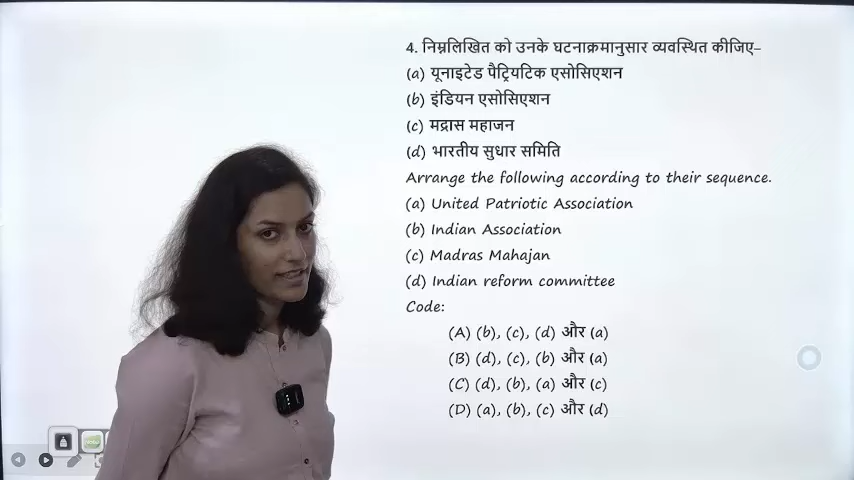 4. निम्नलिखित को उनके घटनाक्रमानुसार व्यवस्थित कीजिए–
(a) यूनाइटेड पैट्रियटिक एसोसिएशन
(b) इंडियन एसोसिएशन
(c) मद्रास महाजन
(d) भारतीय सुधार समिति
Arrange the following according to their sequence.
(a) United Patriotic Association
(b) Indian Association
(c) Madras Mahajan
(d) Indian reform committee
Code:
(A) (b), (c), (d) और (a)
(B) (d), (c), (b) और (a)
(C) (d), (b), (a) और (c)
(D) (a), (b), (c) और (d)